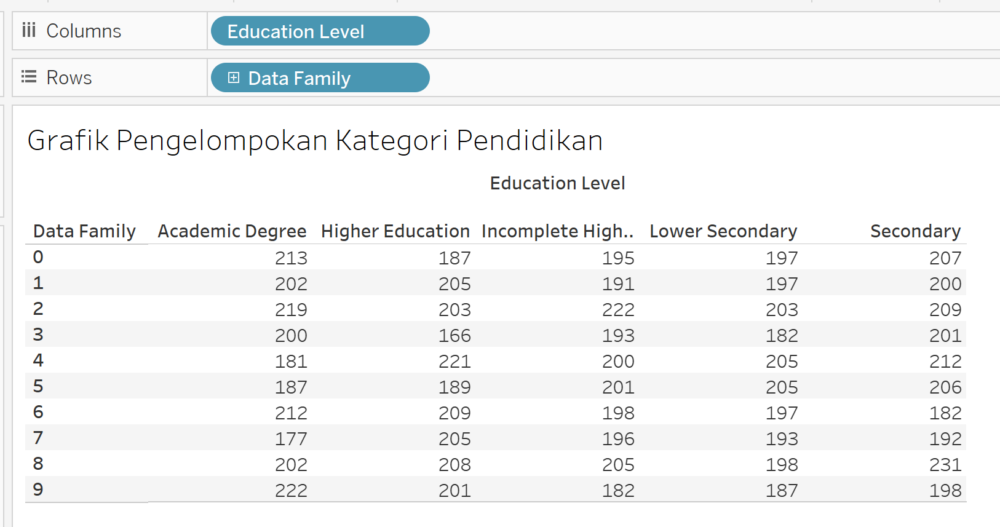 Columns Education Level
Rows Data Family
Grafik Pengelompokan Kategori Pendidikan
Education Level
Data Family Academic Degree Higher Education Incomplete High.. Lower Secondary Secondary
0 213 187 195 197 207
1 202 205 191 197 200
2 219 203 222 203 209
3 200 166 193 182 201
4 181 221 200 205 212
5 187 189 201 205 206
6 212 209 198 197 182
7 177 205 196 193 192
8 202 208 205 198 231
9 222 201 182 187 198